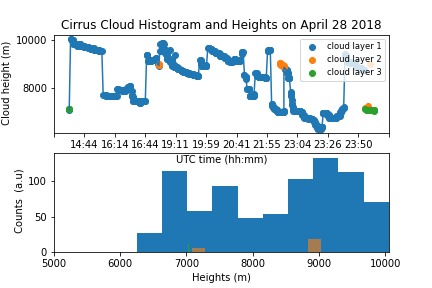 Cirrus Cloud Histogram and Heights on April 28 2018
10000
8000
Cloud height (m)
cloud layer 1
cloud layer 2
cloud layer 3
14:44 16:14 16:44 19:11 19:59 20:41 21:55 23:04 23:26 23:50
UTC time (hh:mm)
100
50
0
Counts (a.u)
5000 6000 7000 8000 9000 10000
Heights (m)